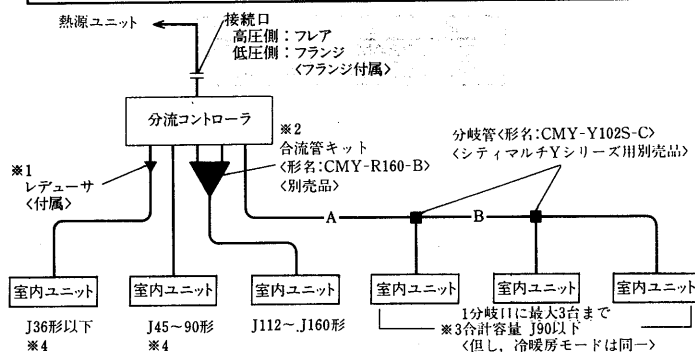 熱源ユニット
接続口
高圧側：フレア
低圧側：フランジ
〈フランジ付属〉
分流コントローラ
※2
合流管キット
〈形名：CMY-R160-B〉
〈別売品〉
分岐管〈形名：CMY-Y102S-C〉
〈シティマルチYシリーズ用別売品〉
※1
レデューサ
〈付属〉
A
B
室内ユニット
室内ユニット
室内ユニット
室内ユニット
室内ユニット
室内ユニット
J36形以下
※4
J45～90形
※4
J112～J160形
1分岐口に最大3台まで
※3合計容量 J90以下
〈但し，冷暖房モードは同一〉